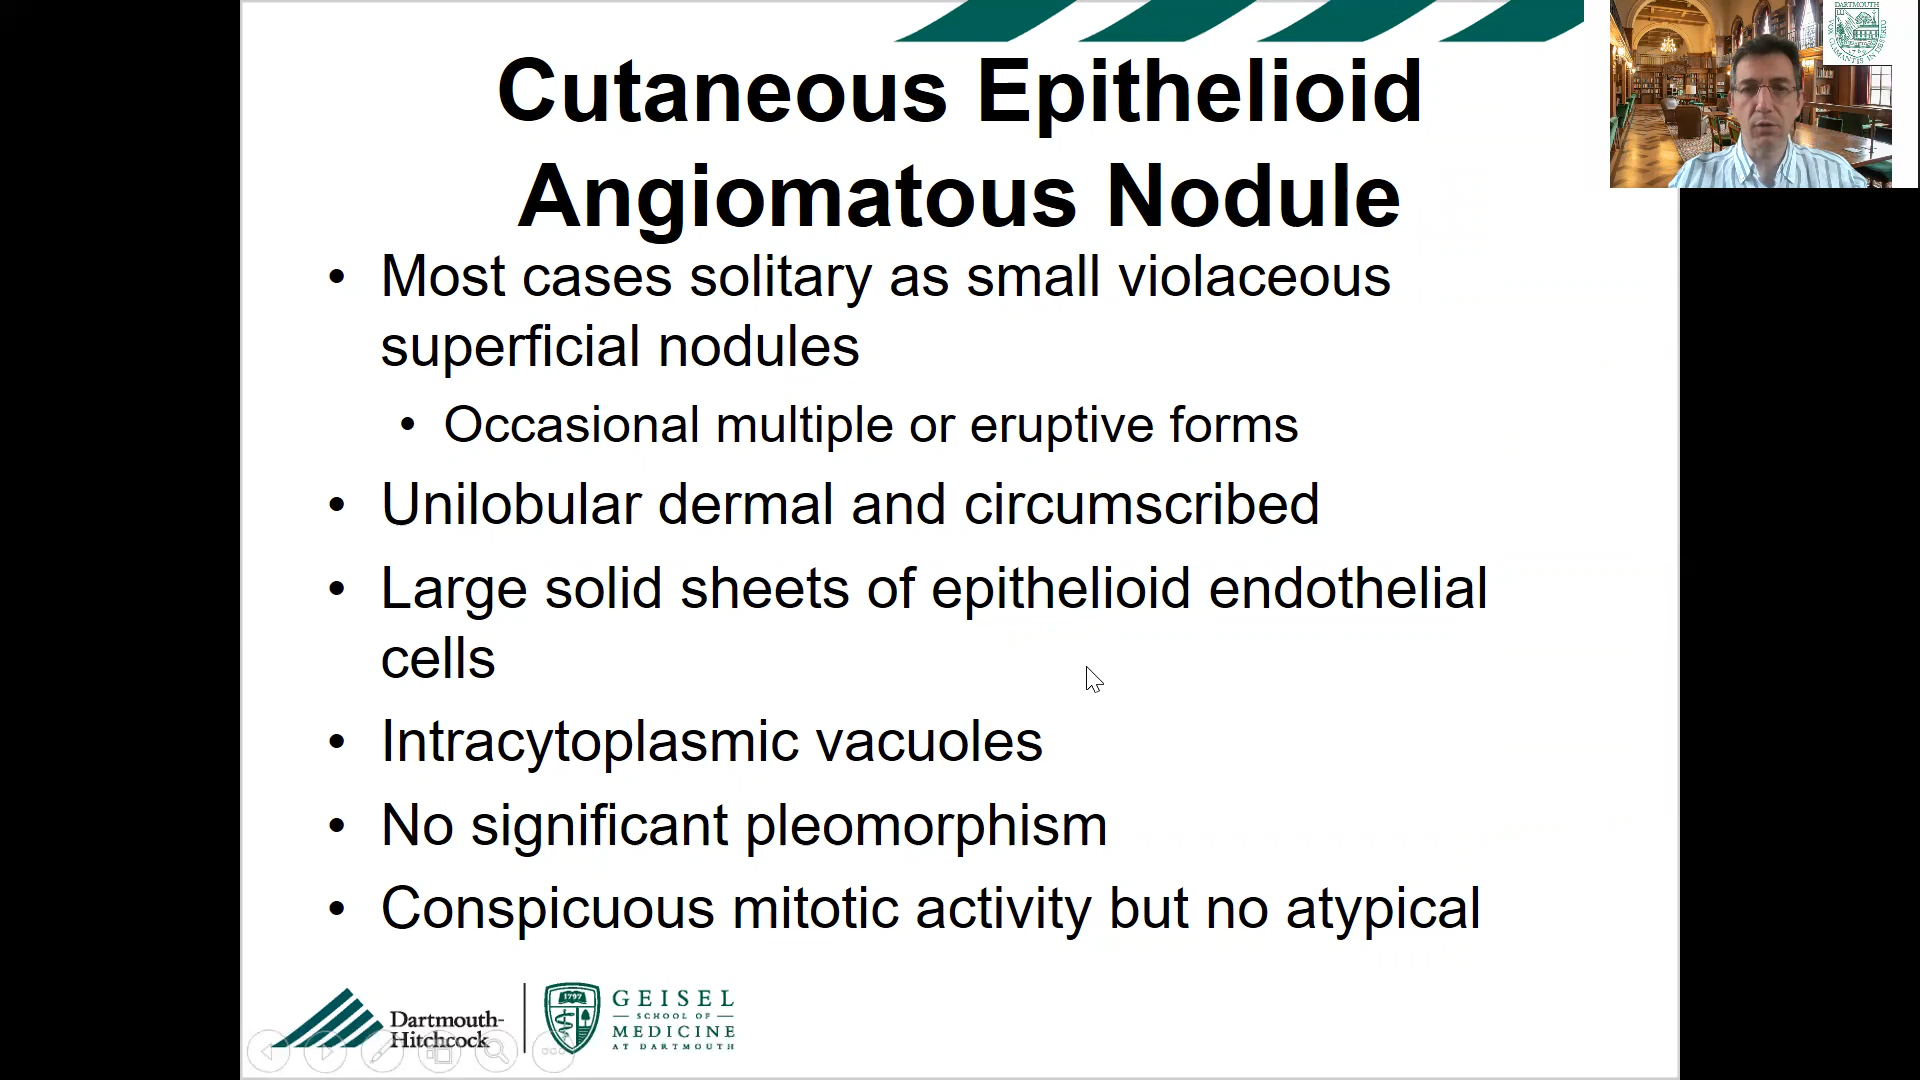 Cutaneous Epithelioid
Angiomatous Nodule
• Most cases solitary as small violaceous
superficial nodules
• Occasional multiple or eruptive forms
• Unilobular dermal and circumscribed
• Large solid sheets of epithelioid endothelial
cells
• Intracytoplasmic vacuoles
• No significant pleomorphism
• Conspicuous mitotic activity but no atypical
Dartmouth-
Hitchcock
1797
GEISEL
SCHOOL OF
MEDICINE
AT DARTMOUTH
DARTMOUTH